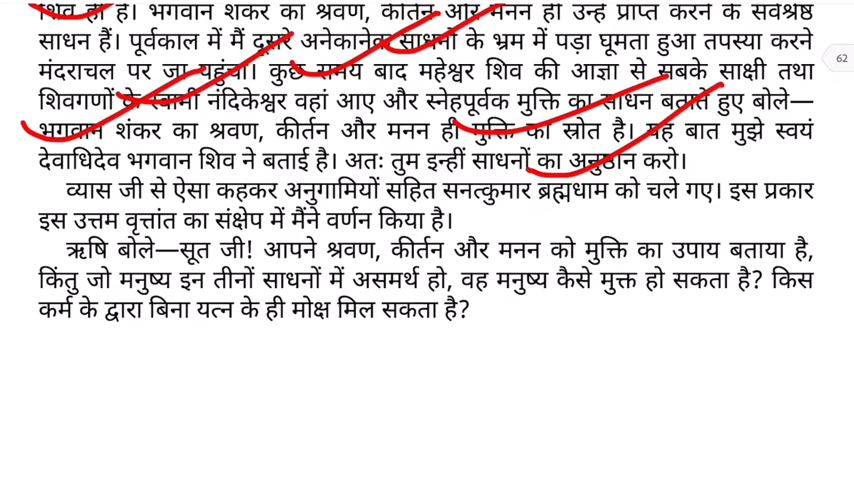 शिव ही हैं। भगवान शंकर का श्रवण, कीर्तन और मनन ही उन्हें प्राप्त करने के सर्वश्रेष्ठ
साधन हैं। पूर्वकाल में मैं दूसरे अनेकानेक साधनों के भ्रम में पड़ा घूमता हुआ तपस्या करने
मंदराचल पर जा पहुंचा। कुछ समय बाद महेश्वर शिव की आज्ञा से सबके साक्षी तथा
शिवगणों के स्वामी नंदिकेश्वर वहां आए और स्नेहपूर्वक मुक्ति का साधन बताते हुए बोले—
भगवान शंकर का श्रवण, कीर्तन और मनन ही मुक्ति का स्रोत है। यह बात मुझे स्वयं
देवाधिदेव भगवान शिव ने बताई है। अतः तुम इन्हीं साधनों का अनुष्ठान करो।
व्यास जी से ऐसा कहकर अनुगामियों सहित सनत्कुमार ब्रह्मधाम को चले गए। इस प्रकार
इस उत्तम वृत्तांत का संक्षेप में मैंने वर्णन किया है।
ऋषि बोले—सूत जी! आपने श्रवण, कीर्तन और मनन को मुक्ति का उपाय बताया है,
किंतु जो मनुष्य इन तीनों साधनों में असमर्थ हो, वह मनुष्य कैसे मुक्त हो सकता है? किस
कर्म के द्वारा बिना यत्न के ही मोक्ष मिल सकता है?
62